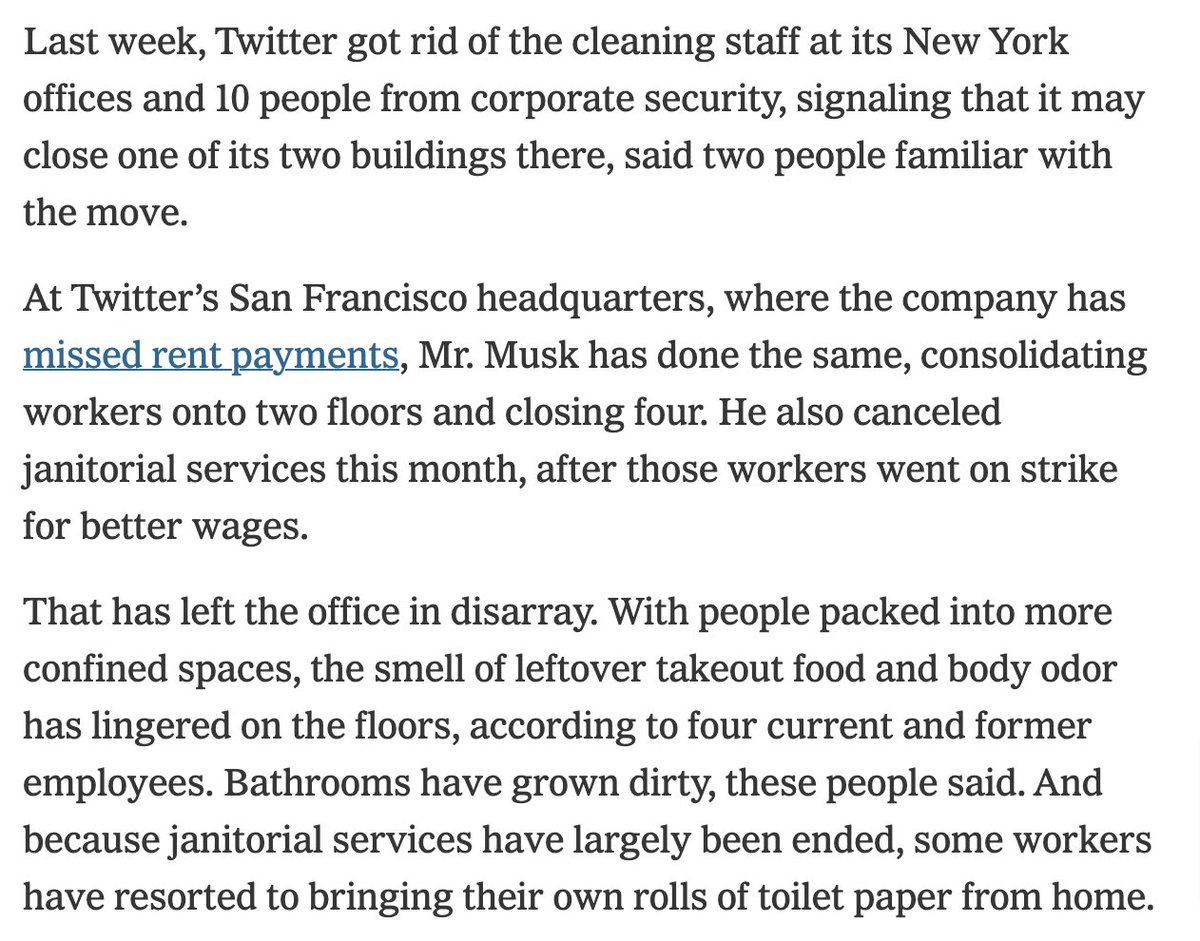 Last week, Twitter got rid of the cleaning staff at its New York
offices and 10 people from corporate security, signaling that it may
close one of its two buildings there, said two people familiar with
the move.
At Twitter’s San Francisco headquarters, where the company has
missed rent payments, Mr. Musk has done the same, consolidating
workers onto two floors and closing four. He also canceled
janitorial services this month, after those workers went on strike
for better wages.
That has left the office in disarray. With people packed into more
confined spaces, the smell of leftover takeout food and body odor
has lingered on the floors, according to four current and former
employees. Bathrooms have grown dirty, these people said. And
because janitorial services have largely been ended, some workers
have resorted to bringing their own rolls of toilet paper from home.